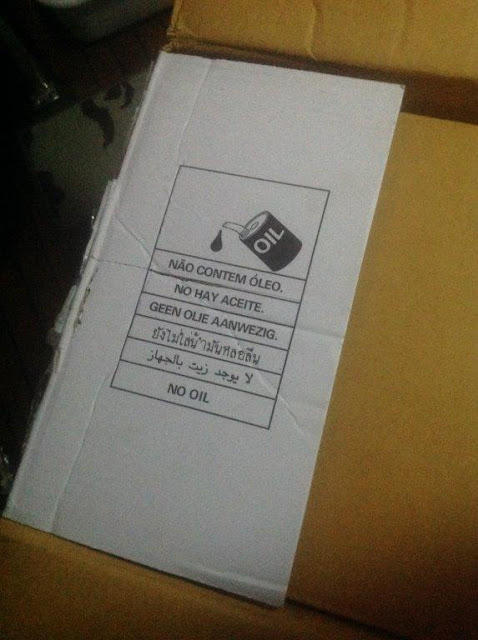 OIL
NÃO CONTEM ÓLEO.
NO HAY ACEITE.
GEEN OLIE AANWEZIG.
ยังไม่ใส่น้ำมันหล่อลื่น
لا يوجد زيت بالجهاز
NO OIL